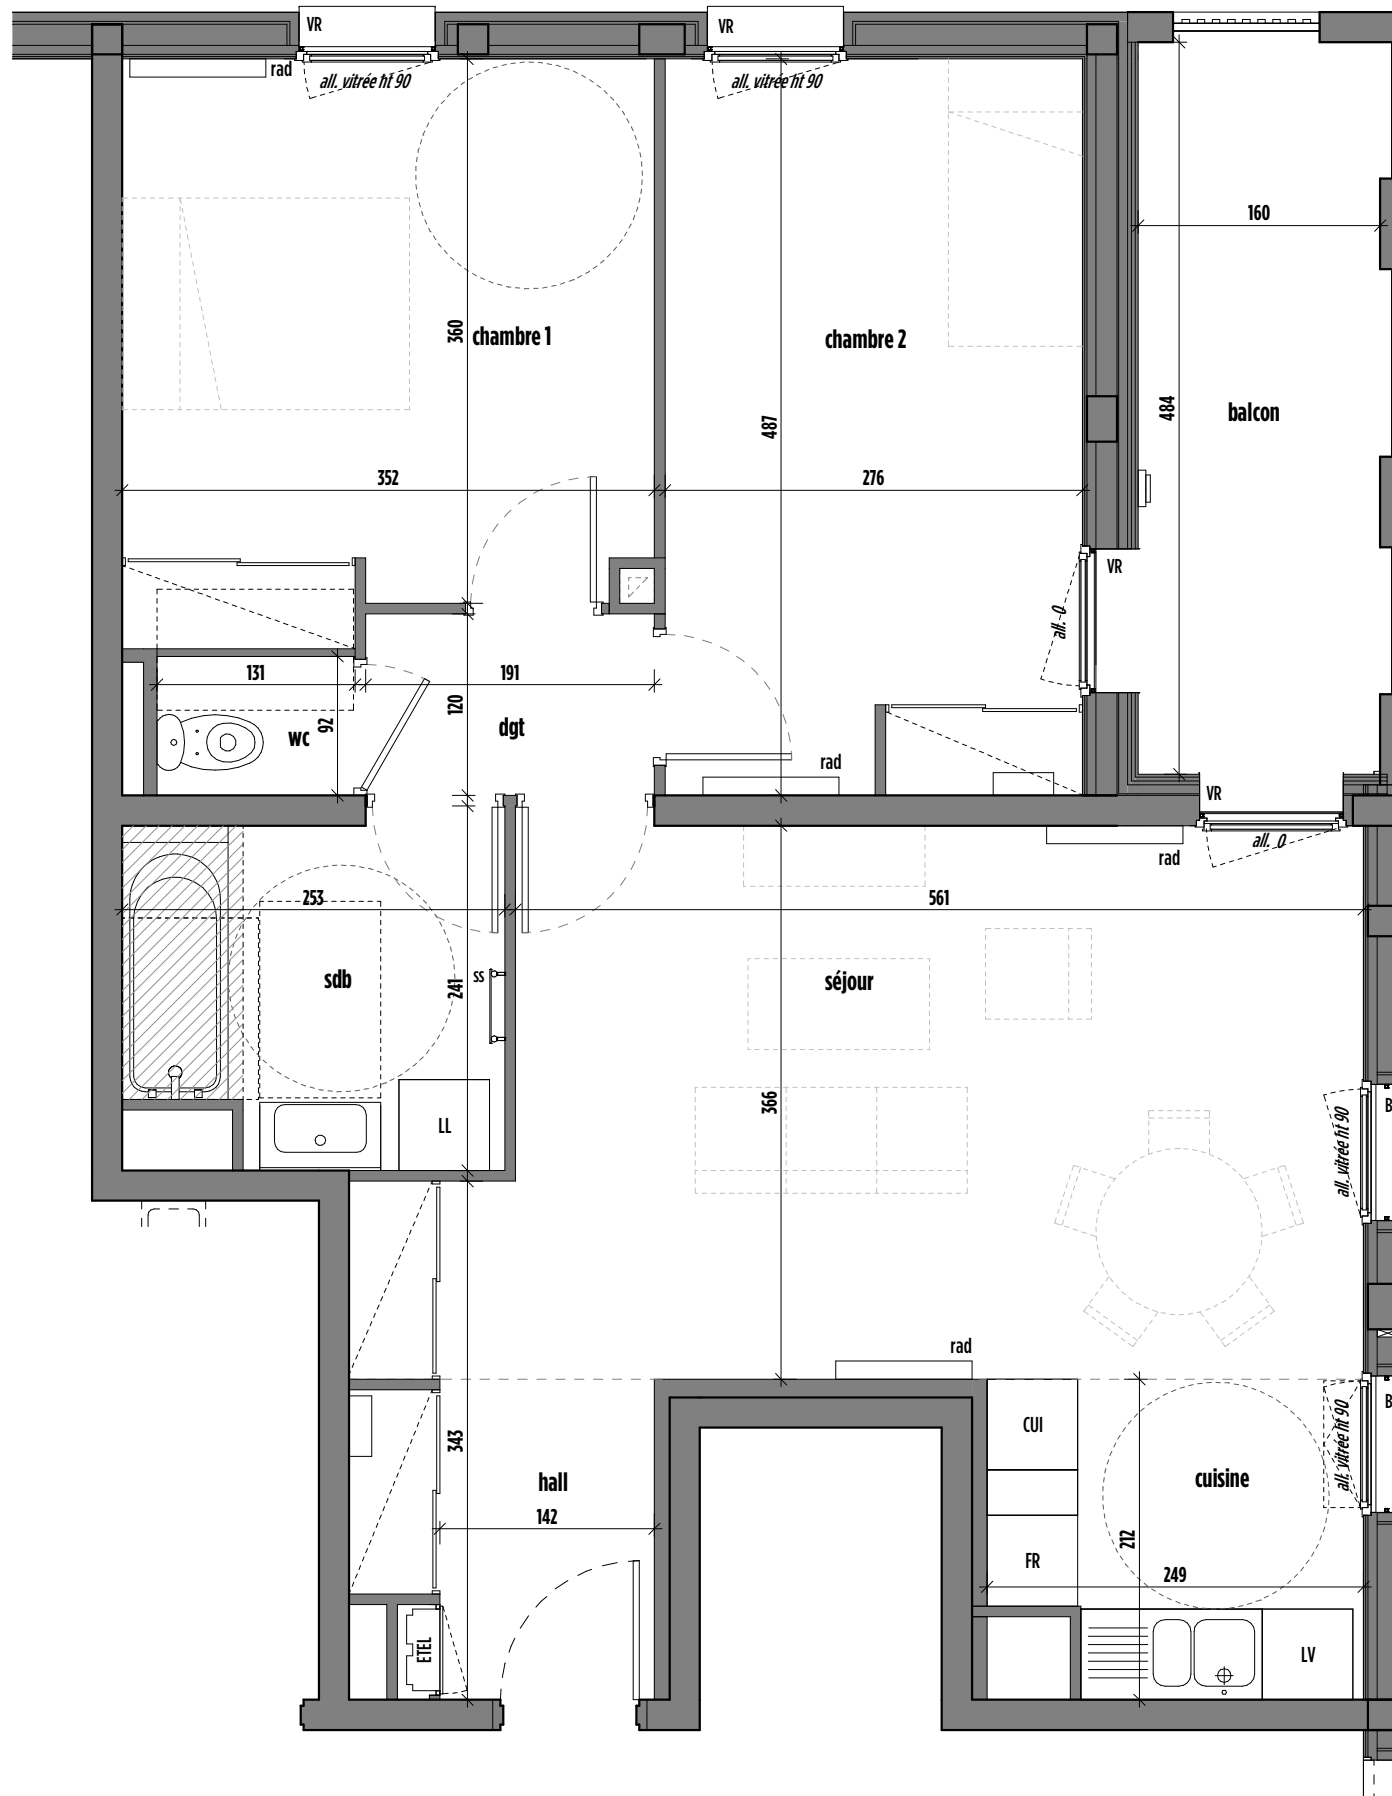 VR
VR
rad
all. vitrée ht 90
all. vitrée ht 90
160
360
chambre 1
chambre 2
484
balcon
487
352
276
VR
all. 0
131
191
120
92
wc
dgt
rad
VR
all. 0
rad
253
561
ss
sdb
241
séjour
366
LL
B
all. vitrée ht 90
rad
CUI
B
all. vitrée ht 90
343
hall
cuisine
142
212
FR
249
ETEL
LV